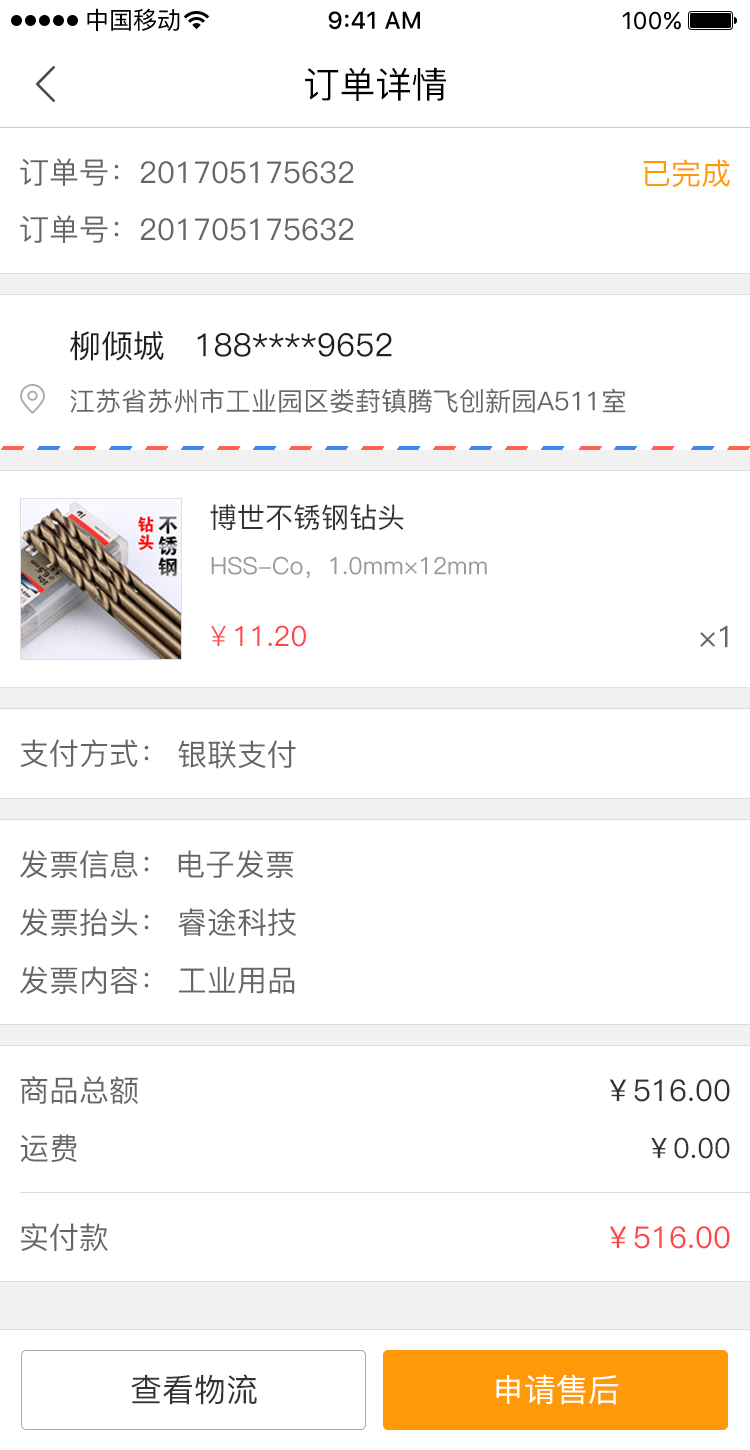 中国移动 9:41 AM 100%
订单详情
订单号：201705175632 已完成
订单号：201705175632
柳倾城 188****9652
江苏省苏州市工业园区娄葑镇腾飞创新园A511室
不锈钢
钻头
博世不锈钢钻头
HSS-Co，1.0mm×12mm
￥11.20 ×1
支付方式： 银联支付
发票信息： 电子发票
发票抬头： 睿途科技
发票内容： 工业用品
商品总额 ￥516.00
运费 ￥0.00
实付款 ￥516.00
查看物流 申请售后